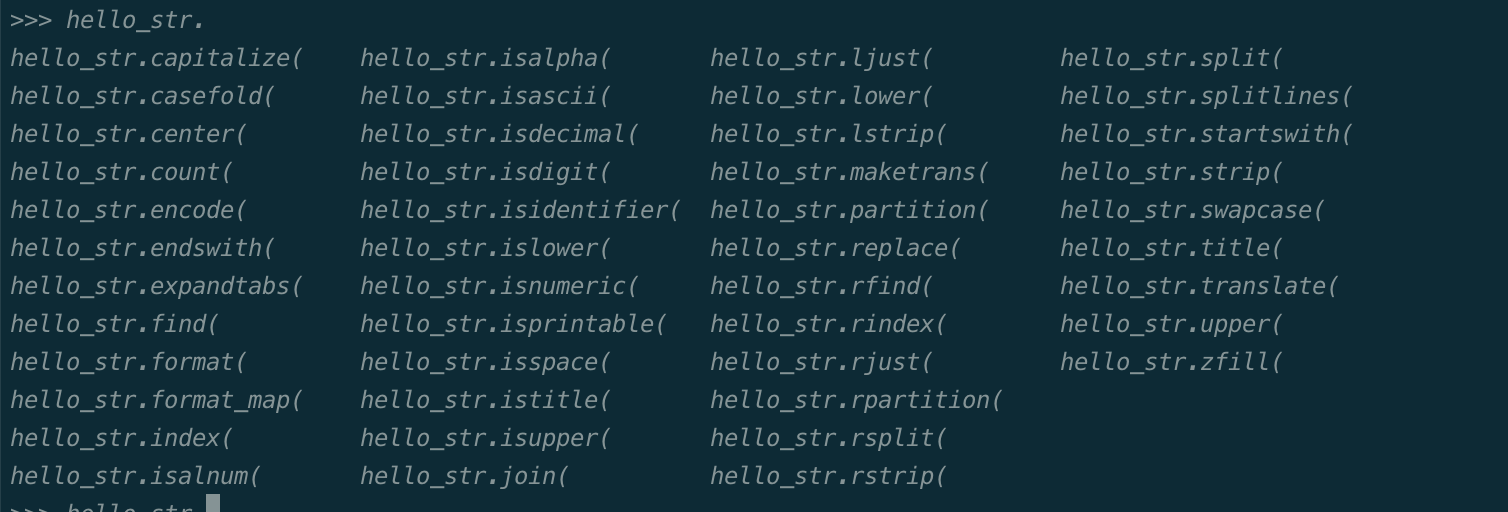 >>> hello_str.
hello_str.capitalize(    hello_str.isalpha(       hello_str.ljust(         hello_str.split(
hello_str.casefold(      hello_str.isascii(       hello_str.lower(         hello_str.splitlines(
hello_str.center(        hello_str.isdecimal(     hello_str.lstrip(        hello_str.startswith(
hello_str.count(         hello_str.isdigit(       hello_str.maketrans(     hello_str.strip(
hello_str.encode(        hello_str.isidentifier(  hello_str.partition(     hello_str.swapcase(
hello_str.endswith(      hello_str.islower(       hello_str.replace(       hello_str.title(
hello_str.expandtabs(    hello_str.isnumeric(     hello_str.rfind(         hello_str.translate(
hello_str.find(          hello_str.isprintable(   hello_str.rindex(        hello_str.upper(
hello_str.format(        hello_str.isspace(       hello_str.rjust(         hello_str.zfill(
hello_str.format_map(    hello_str.istitle(       hello_str.rpartition(
hello_str.index(         hello_str.isupper(       hello_str.rsplit(
hello_str.isalnum(       hello_str.join(          hello_str.rstrip(
>>> hello_str.